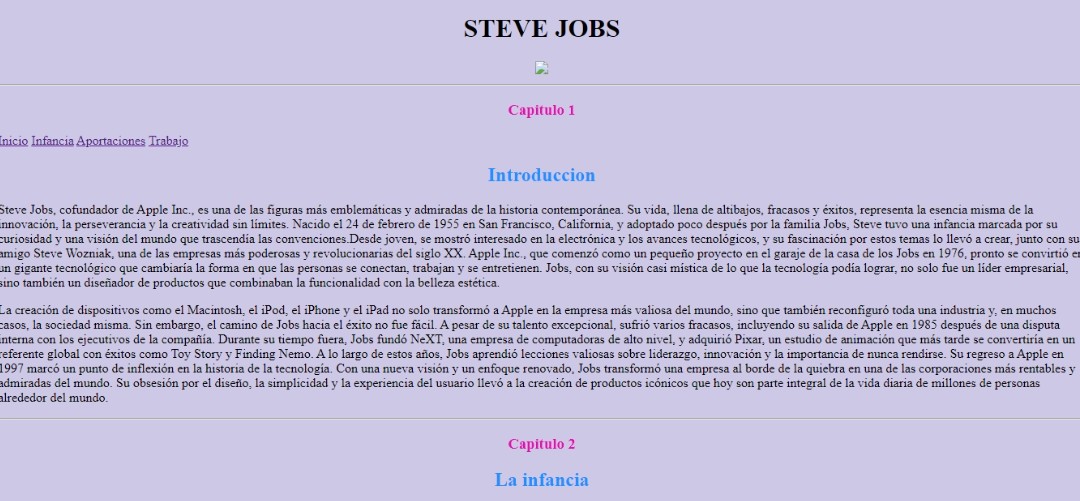 STEVE JOBS
Capitulo 1
Inicio Infancia Aportaciones Trabajo
Introduccion
Steve Jobs, cofundador de Apple Inc., es una de las figuras más emblemáticas y admiradas de la historia contemporánea. Su vida, llena de altibajos, fracasos y éxitos, representa la esencia misma de la
innovación, la perseverancia y la creatividad sin límites. Nacido el 24 de febrero de 1955 en San Francisco, California, y adoptado poco después por la familia Jobs, Steve tuvo una infancia marcada por su
curiosidad y una visión del mundo que trascendía las convenciones.Desde joven, se mostró interesado en la electrónica y los avances tecnológicos, y su fascinación por estos temas lo llevó a crear, junto con su
amigo Steve Wozniak, una de las empresas más poderosas y revolucionarias del siglo XX. Apple Inc., que comenzó como un pequeño proyecto en el garaje de la casa de los Jobs en 1976, pronto se convirtió en
un gigante tecnológico que cambiaría la forma en que las personas se conectan, trabajan y se entretienen. Jobs, con su visión casi mística de lo que la tecnología podía lograr, no solo fue un líder empresarial,
sino también un diseñador de productos que combinaban la funcionalidad con la belleza estética.
La creación de dispositivos como el Macintosh, el iPod, el iPhone y el iPad no solo transformó a Apple en la empresa más valiosa del mundo, sino que también reconfiguró toda una industria y, en muchos
casos, la sociedad misma. Sin embargo, el camino de Jobs hacia el éxito no fue fácil. A pesar de su talento excepcional, sufrió varios fracasos, incluyendo su salida de Apple en 1985 después de una disputa
interna con los ejecutivos de la compañía. Durante su tiempo fuera, Jobs fundó NeXT, una empresa de computadoras de alto nivel, y adquirió Pixar, un estudio de animación que más tarde se convertiría en un
referente global con éxitos como Toy Story y Finding Nemo. A lo largo de estos años, Jobs aprendió lecciones valiosas sobre liderazgo, innovación y la importancia de nunca rendirse. Su regreso a Apple en
1997 marcó un punto de inflexión en la historia de la tecnología. Con una nueva visión y un enfoque renovado, Jobs transformó una empresa al borde de la quiebra en una de las corporaciones más rentables y
admiradas del mundo. Su obsesión por el diseño, la simplicidad y la experiencia del usuario llevó a la creación de productos icónicos que hoy son parte integral de la vida diaria de millones de personas
alrededor del mundo.
Capitulo 2
La infancia